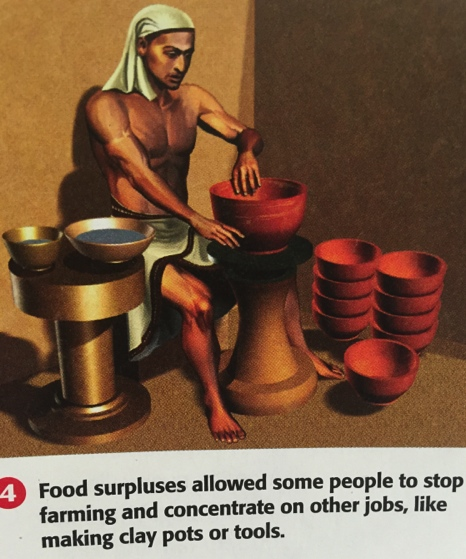 4 Food surpluses allowed some people to stop
farming and concentrate on other jobs, like
making clay pots or tools.